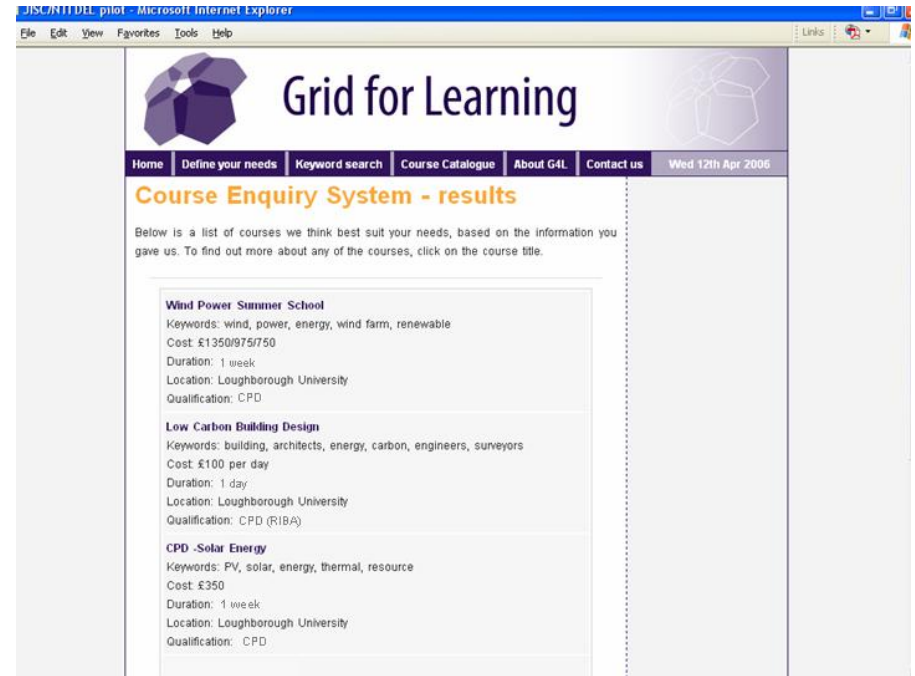 JISC/NTI DEL pilot - Microsoft Internet Explorer
File Edit View Favorites Tools Help Links
Grid for Learning
Home Define your needs Keyword search Course Catalogue About G4L Contact us Wed 12th Apr 2006
Course Enquiry System - results
Below is a list of courses we think best suit your needs, based on the information you
gave us. To find out more about any of the courses, click on the course title.
Wind Power Summer School
Keywords: wind, power, energy, wind farm, renewable
Cost: £1350/975/750
Duration: 1 week
Location: Loughborough University
Qualification: CPD
Low Carbon Building Design
Keywords: building, architects, energy, carbon, engineers, surveyors
Cost: £100 per day
Duration: 1 day
Location: Loughborough University
Qualification: CPD (RIBA)
CPD -Solar Energy
Keywords: PV, solar, energy, thermal, resource
Cost: £350
Duration: 1 week
Location: Loughborough University
Qualification: CPD